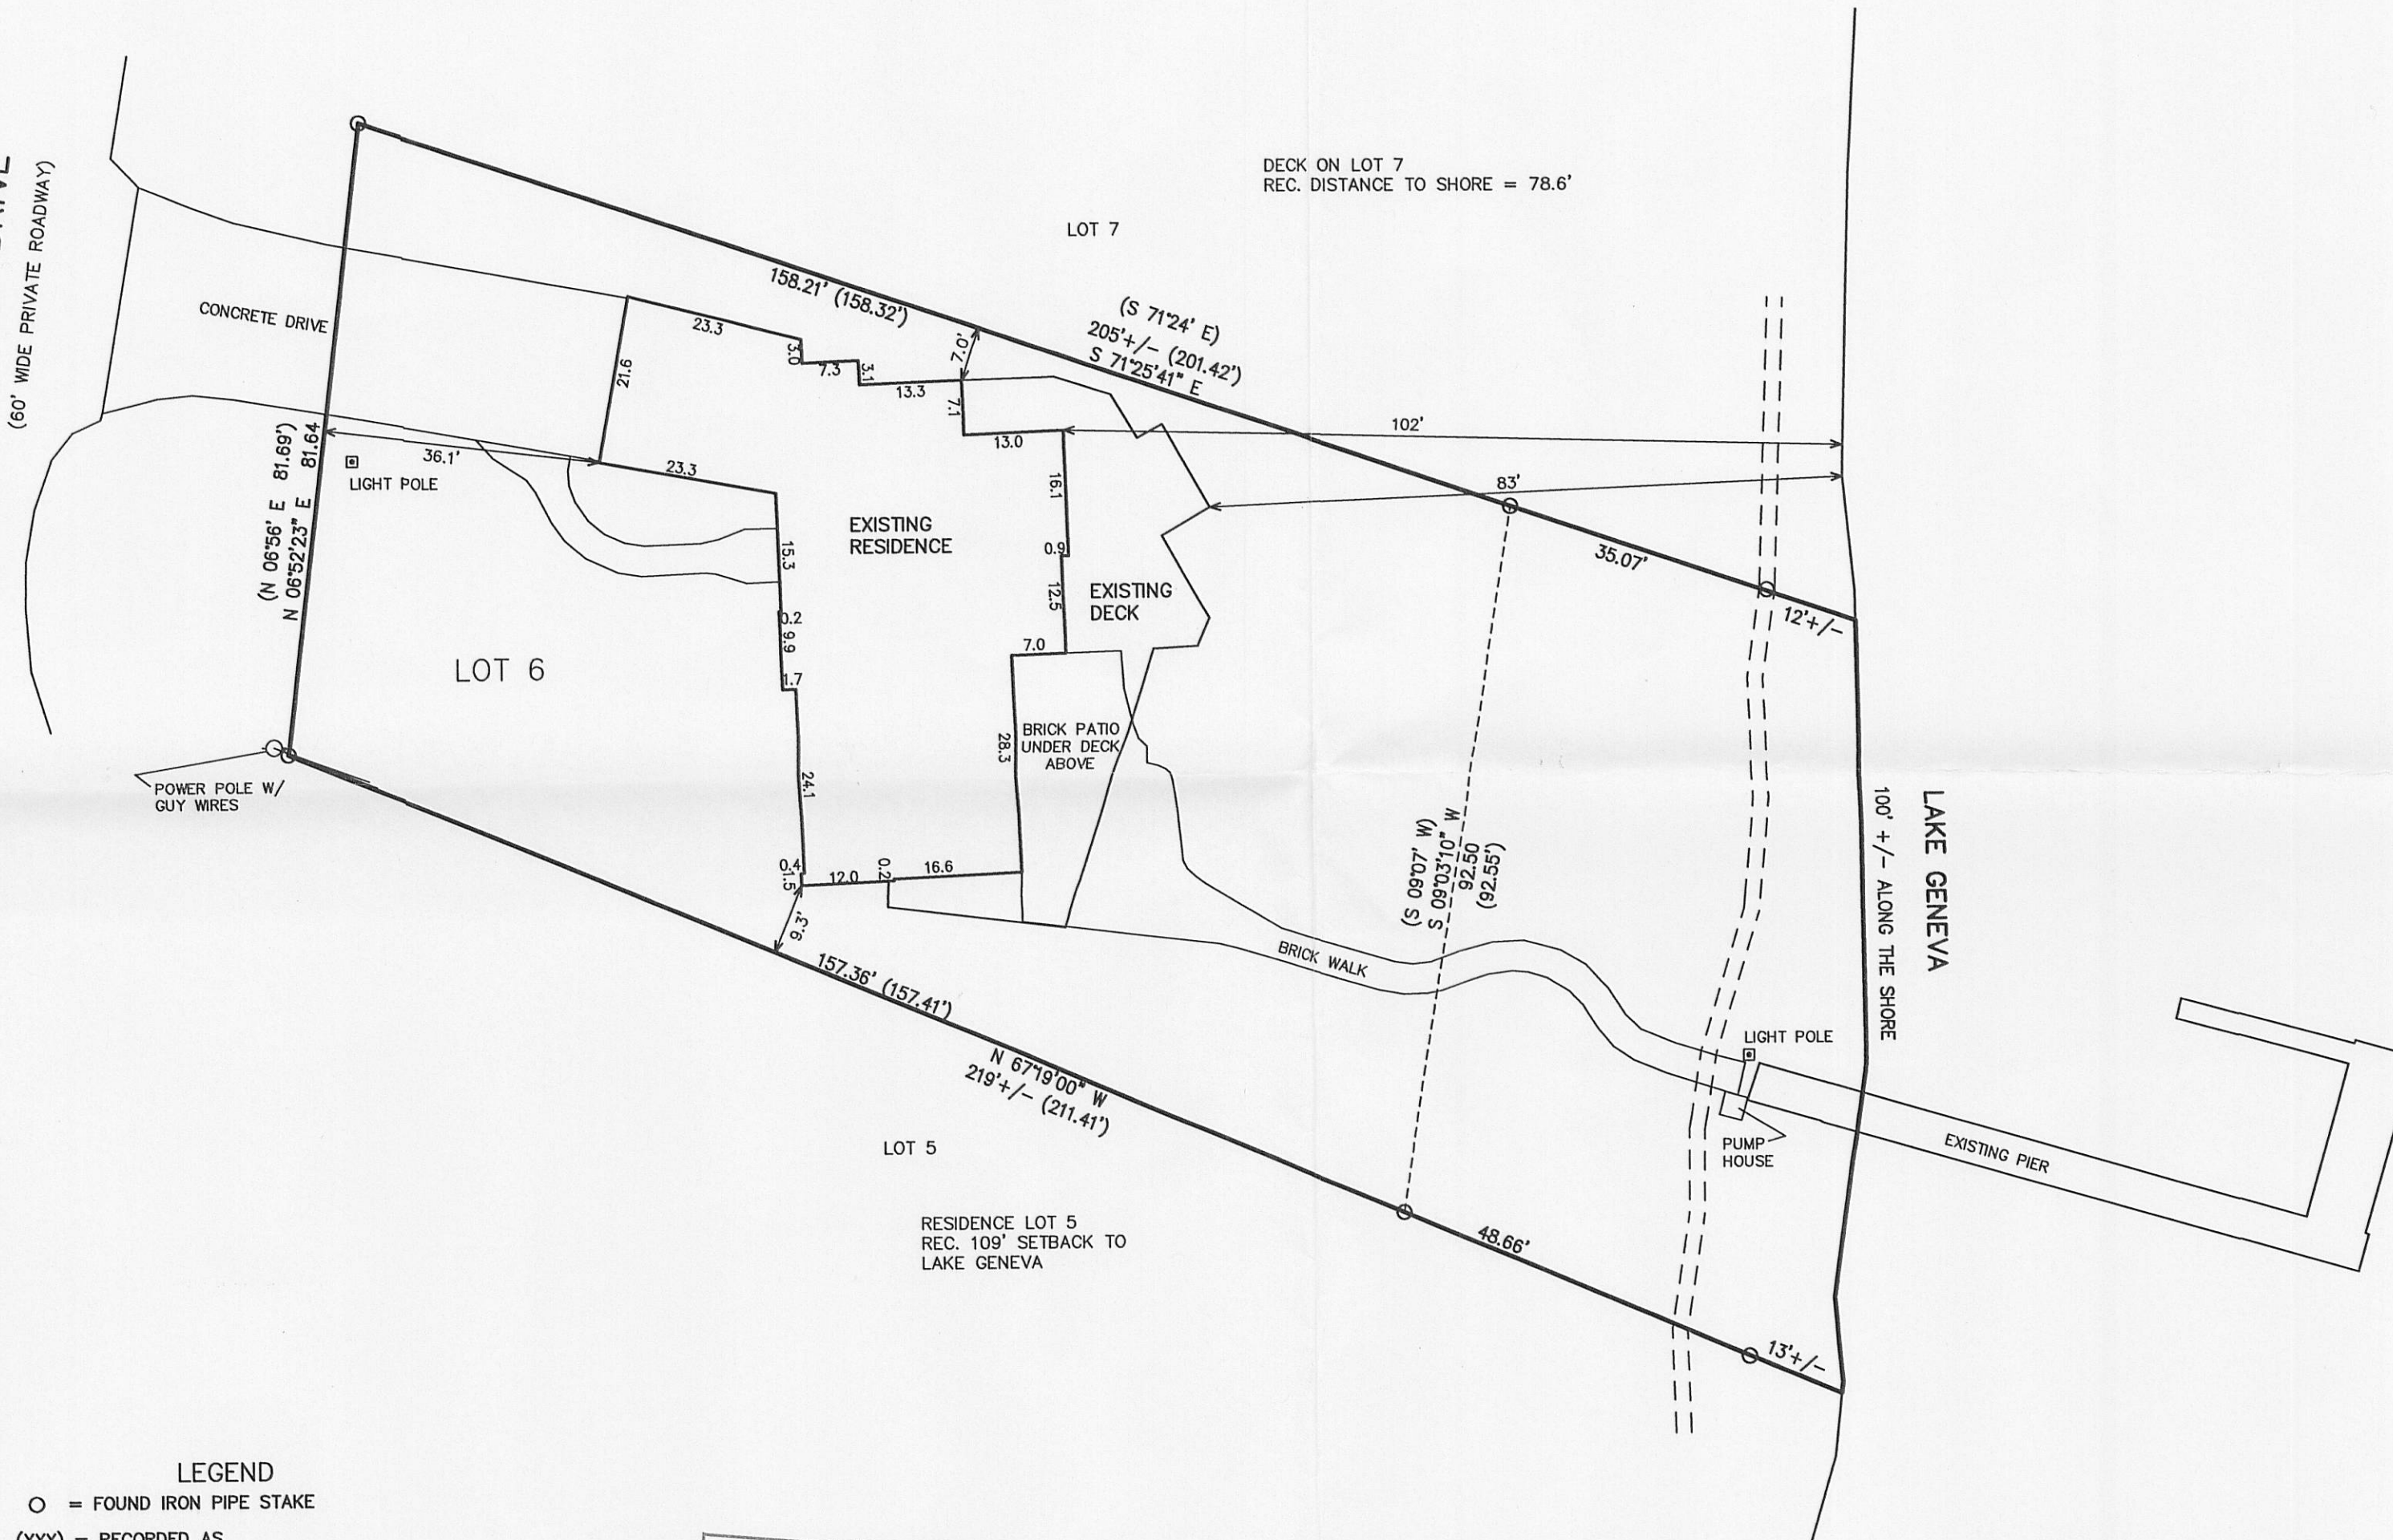 (60' WIDE PRIVATE ROADWAY)
DECK ON LOT 7
REC. DISTANCE TO SHORE = 78.6'
LOT 7
158.21' (158.32')
(S 71°24' E)
205'+/- (201.42')
S 71°25'41" E
CONCRETE DRIVE
23.3
3.0
7.3
3.1
13.3
7.0'
7.1
13.0
21.6
102'
83'
(N 06°56' E 81.69')
N 06°52'23" E 81.64
36.1'
LIGHT POLE
23.3
16.1
EXISTING
RESIDENCE
15.3
0.9
12.5
EXISTING
DECK
35.07'
12'+/-
0.2
9.9
7.0
LOT 6
1.7
28.3
BRICK PATIO
UNDER DECK
ABOVE
POWER POLE W/
GUY WIRES
24.1
(S 09°07' W)
S 09°03'10" W
92.50
(92.55')
LAKE GENEVA
100' +/- ALONG THE SHORE
0.4
1.5
12.0
0.2
16.6
9.3'
BRICK WALK
157.36' (157.41')
N 67°19'00" W
219'+/- (211.41')
LIGHT POLE
PUMP
HOUSE
EXISTING PIER
LOT 5
RESIDENCE LOT 5
REC. 109' SETBACK TO
LAKE GENEVA
48.66'
13'+/-
LEGEND
= FOUND IRON PIPE STAKE
(XXX) = RECORDED AS